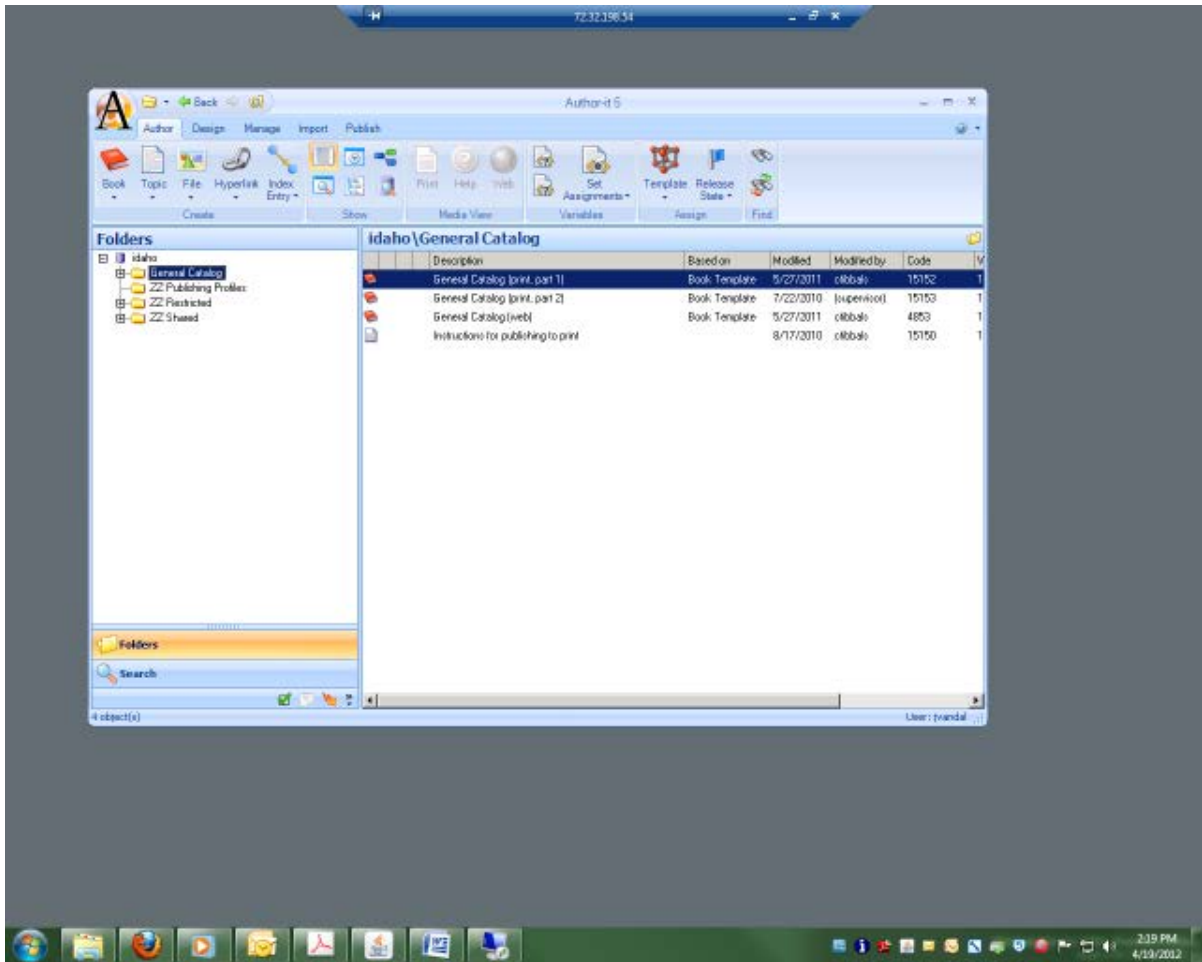 72.32.198.54
Back
Author-it 5
Author Design Manage Import Publish
Book Topic File Hyperlink Index Entry Print Help Web Set Assignments Template Release State
Create Show Media View Variables Assign Find
Folders
idaho\General Catalog
idaho
General Catalog
ZZ Publishing Profiles
ZZ Restricted
ZZ Shared
Description Based on Modified Modified by Code V
General Catalog (print, part 1) Book Template 5/27/2011 15152 1
General Catalog (print, part 2) Book Template 7/22/2010 (supervisor) 15153 1
General Catalog (web) Book Template 5/27/2011 4853 1
Instructions for publishing to print 8/17/2010 15150 1
Folders
Search
4 object(s)
User: jvandal
2:19 PM
4/19/2012